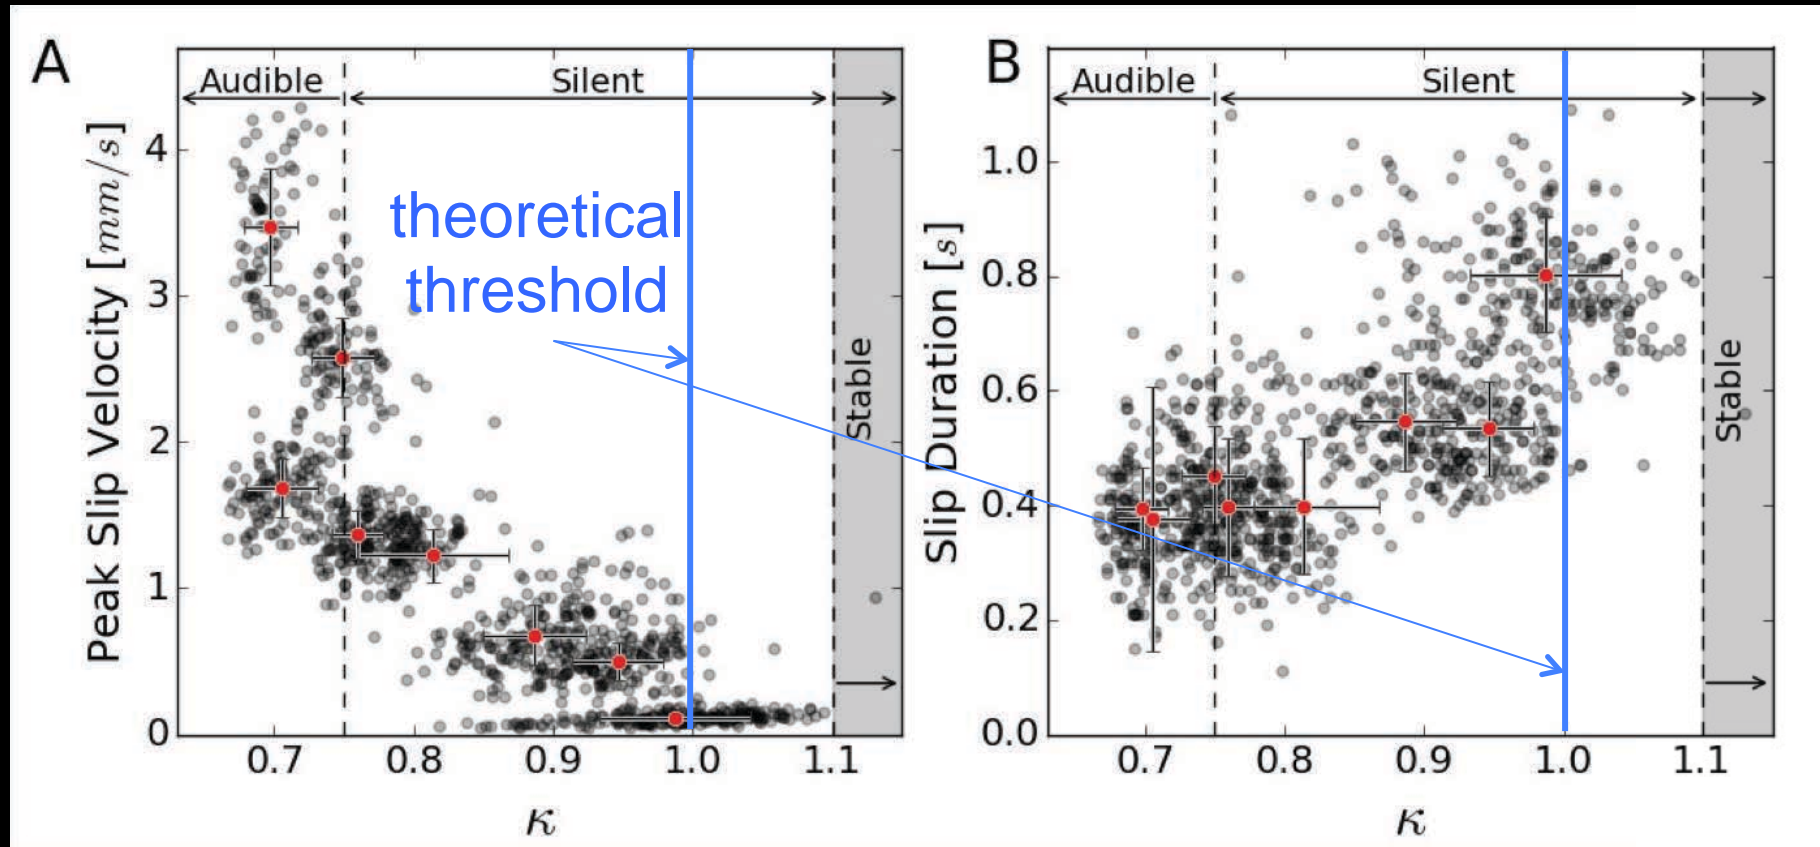 A
Audible
Silent
Peak Slip Velocity [mm/s]
4
3
2
1
0
theoretical
threshold
Stable
0.7
0.8
0.9
1.0
1.1
κ
B
Audible
Silent
Slip Duration [s]
1.0
0.8
0.6
0.4
0.2
0.0
Stable
0.7
0.8
0.9
1.0
1.1
κ